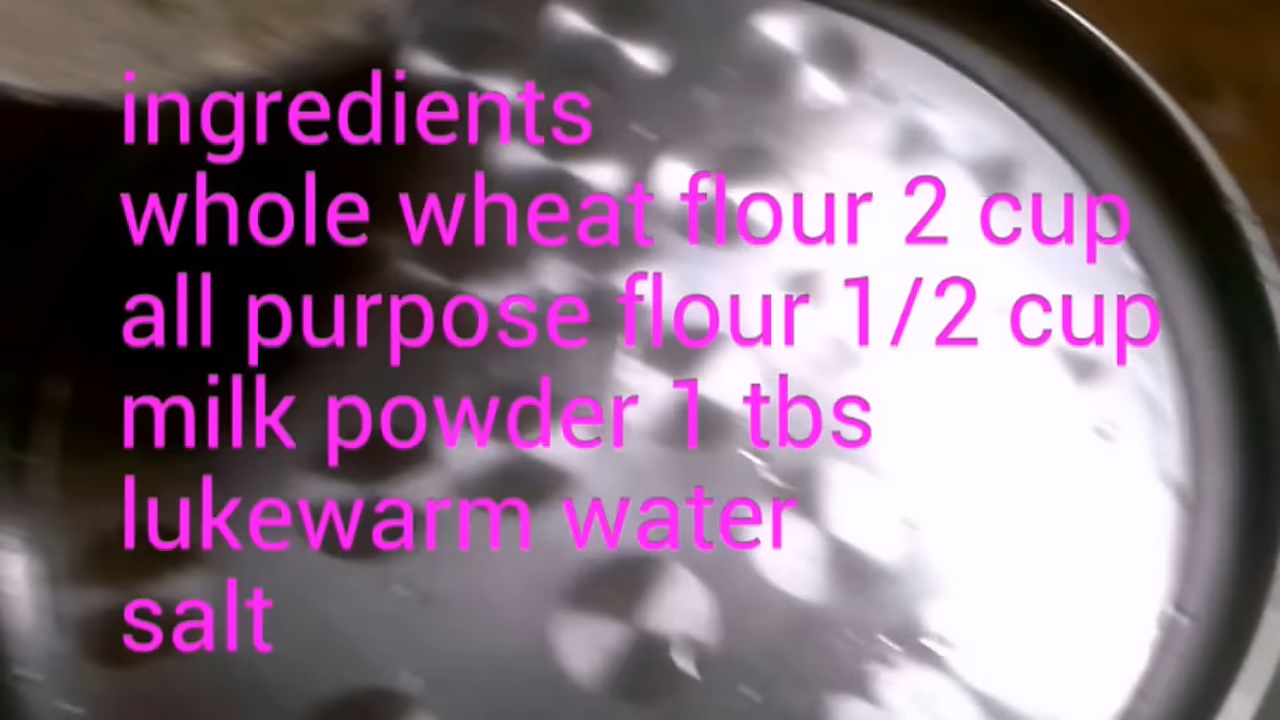 ingredients
whole wheat flour 2 cup
all purpose flour 1/2 cup
milk powder 1 tbs
lukewarm water
salt